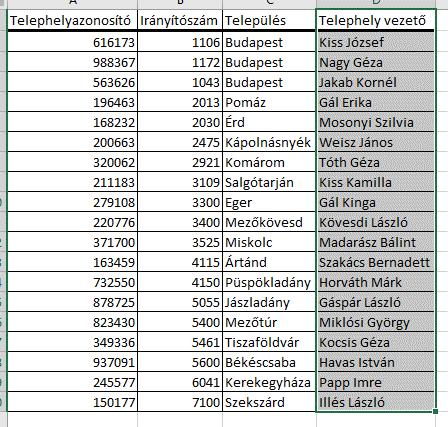 A B C D
Telephelyazonosító Irányítószám Település Telephely vezető
616173 1106 Budapest Kiss József
988367 1172 Budapest Nagy Géza
563626 1043 Budapest Jakab Kornél
196463 2013 Pomáz Gál Erika
168232 2030 Érd Mosonyi Szilvia
200663 2475 Kápolnásnyék Weisz János
320062 2921 Komárom Tóth Géza
211183 3109 Salgótarján Kiss Kamilla
279108 3300 Eger Gál Kinga
220776 3400 Mezőkövesd Kövesdi László
371700 3525 Miskolc Madarász Bálint
163459 4115 Ártánd Szakács Bernadett
732550 4150 Püspökladány Horváth Márk
878725 5055 Jászladány Gáspár László
823430 5400 Mezőtúr Miklósi György
349336 5461 Tiszaföldvár Kocsis Géza
937091 5600 Békéscsaba Havas István
245577 6041 Kerekegyháza Papp Imre
150177 7100 Szekszárd Illés László